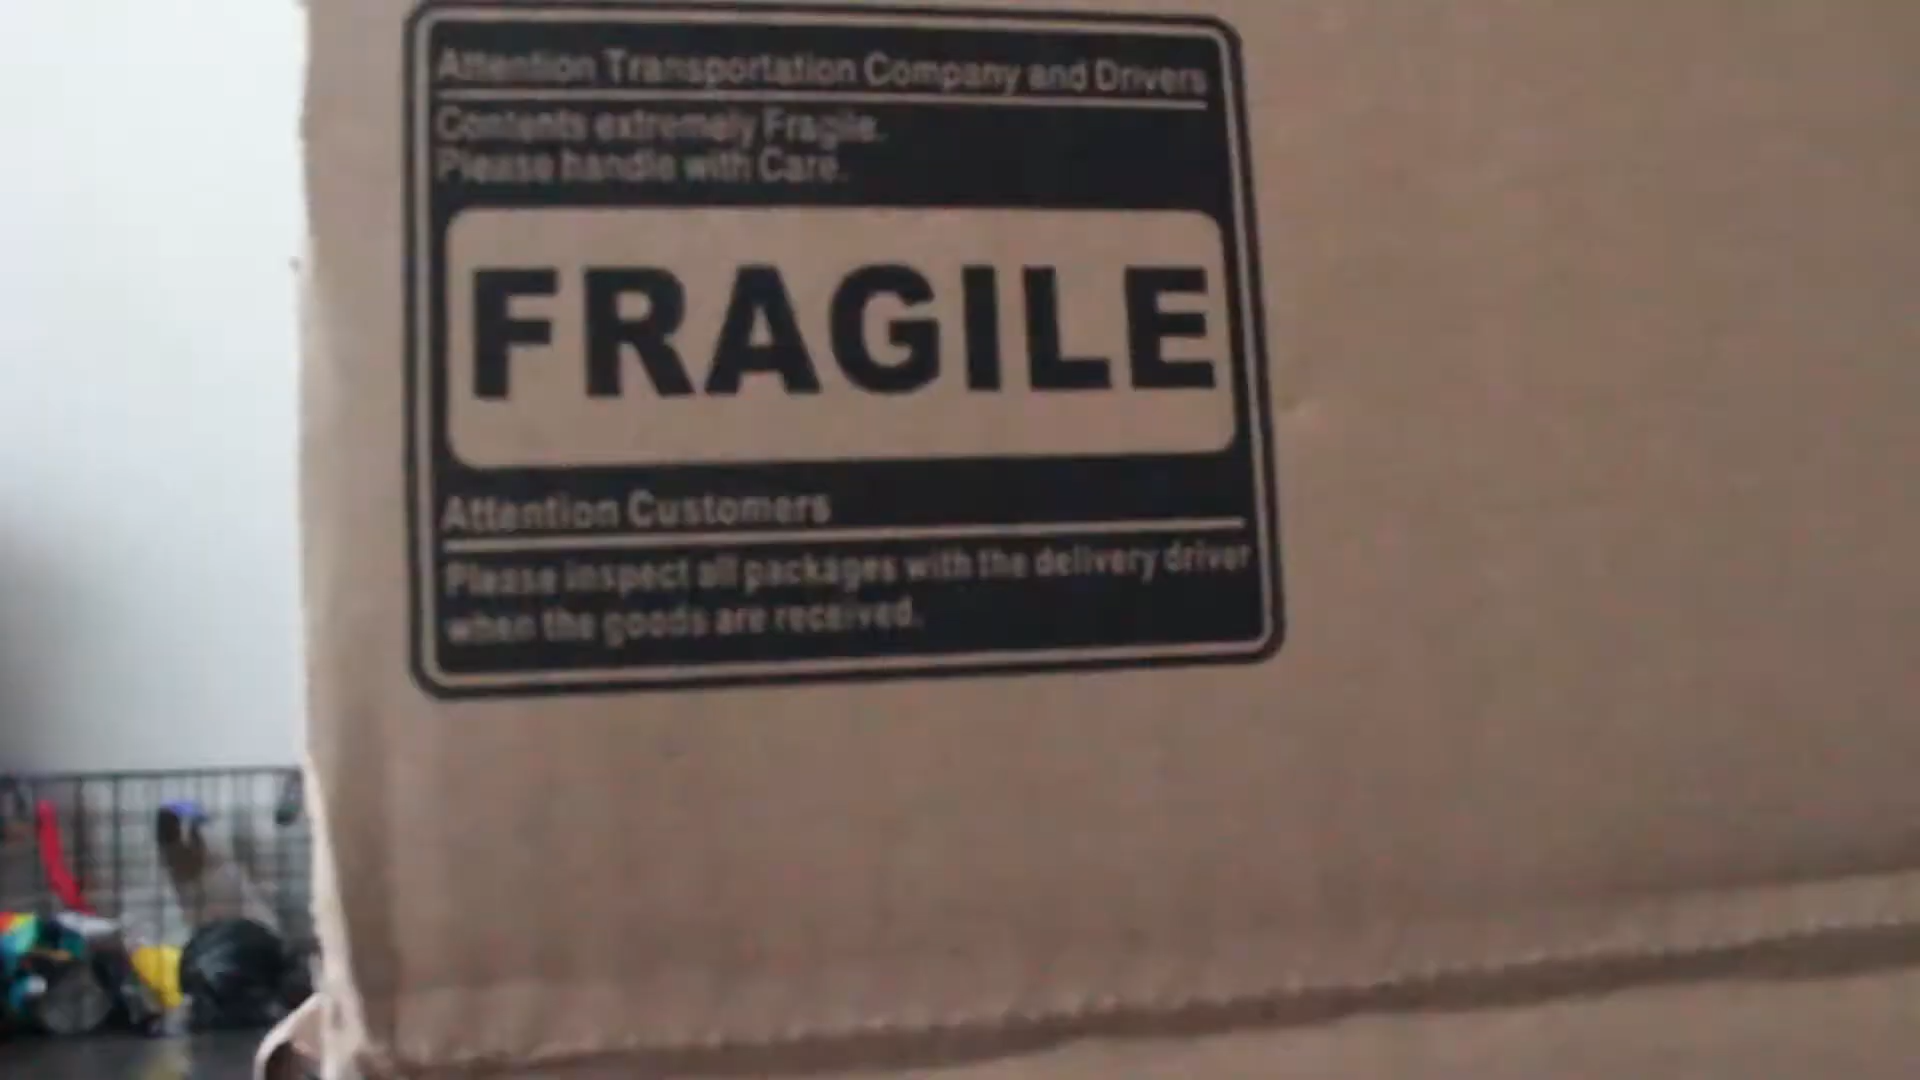 Attention Transportation Company and Drivers
Contents extremely Fragile.
Please handle with Care.
FRAGILE
Attention Customers
Please inspect all packages with the delivery driver
when the goods are received.